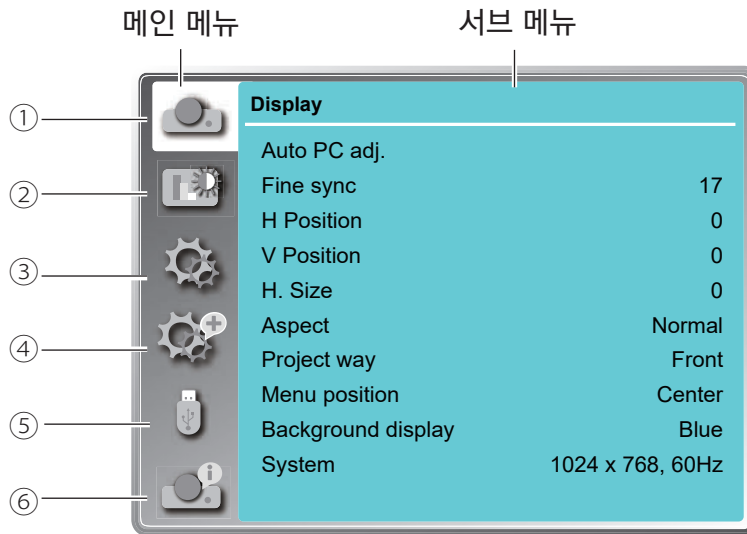 메인 메뉴 서브 메뉴
①
②
③
④
⑤
⑥
Display
Auto PC adj.
Fine sync 17
H Position 0
V Position 0
H. Size 0
Aspect Normal
Project way Front
Menu position Center
Background display Blue
System 1024 x 768, 60Hz